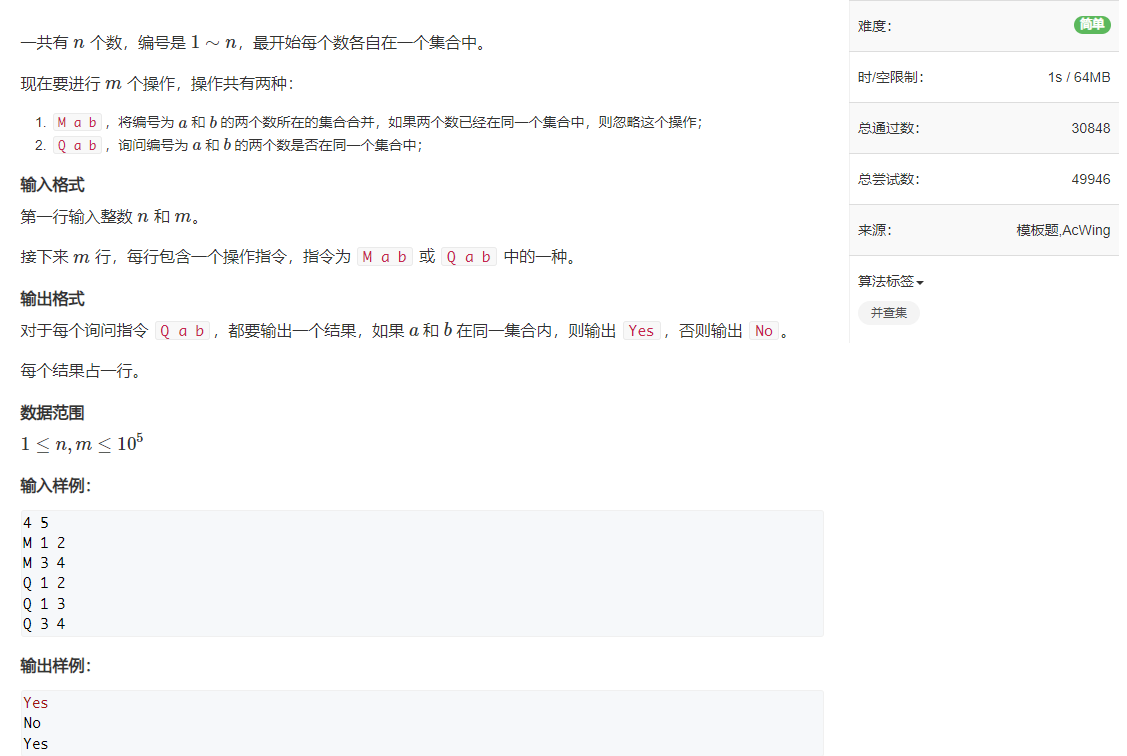 一共有 n 个数，编号是 1 ∼ n，最开始每个数各自在一个集合中。
现在要进行 m 个操作，操作共有两种：
1. M a b，将编号为 a 和 b 的两个数所在的集合合并，如果两个数已经在同一个集合中，则忽略这个操作；
2. Q a b，询问编号为 a 和 b 的两个数是否在同一个集合中；
输入格式
第一行输入整数 n 和 m。
接下来 m 行，每行包含一个操作指令，指令为 M a b 或 Q a b 中的一种。
输出格式
对于每个询问指令 Q a b，都要输出一个结果，如果 a 和 b 在同一集合内，则输出 Yes，否则输出 No。
每个结果占一行。
数据范围
1 ≤ n, m ≤ 10⁵
输入样例：
4 5
M 1 2
M 3 4
Q 1 2
Q 1 3
Q 3 4
输出样例：
Yes
No
Yes
难度： 简单
时/空限制： 1s / 64MB
总通过数： 30848
总尝试数： 49946
来源： 模板题,AcWing
算法标签
并查集